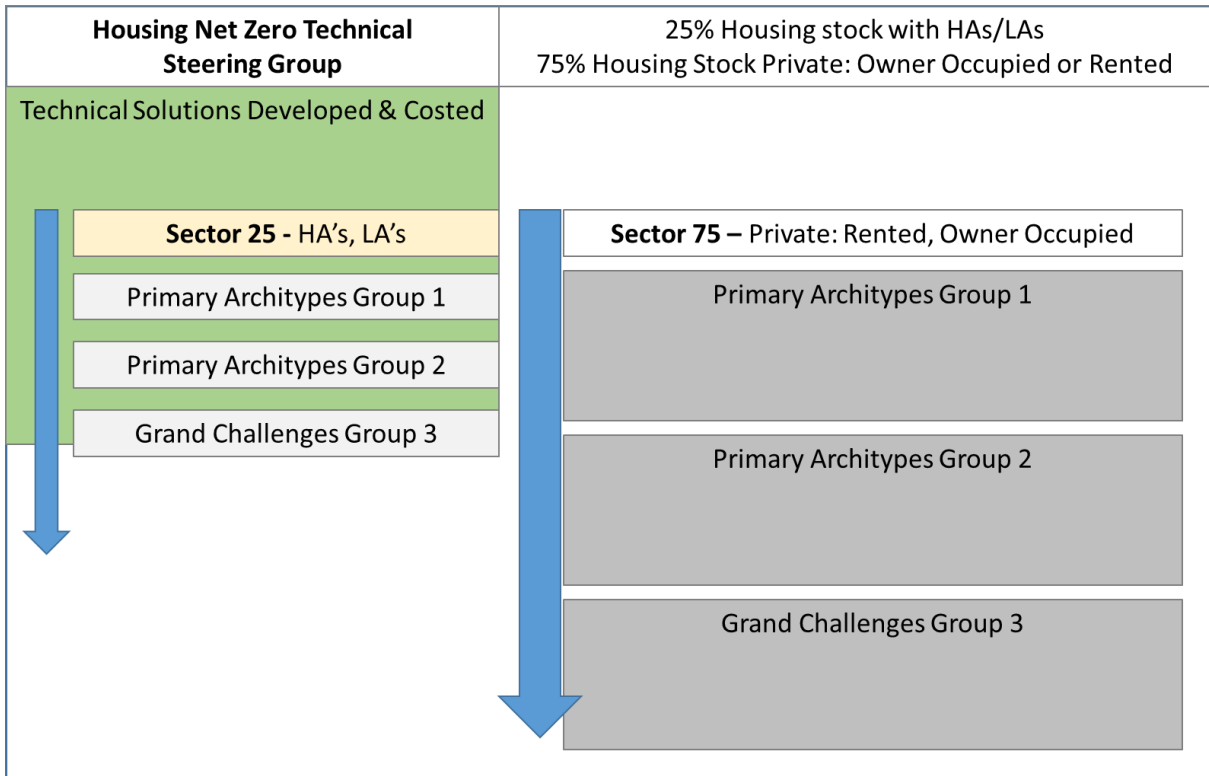 Housing Net Zero Technical
Steering Group
25% Housing stock with HAs/LAs
75% Housing Stock Private: Owner Occupied or Rented
Technical Solutions Developed & Costed
Sector 25 - HA's, LA's
Primary Architypes Group 1
Primary Architypes Group 2
Grand Challenges Group 3
Sector 75 – Private: Rented, Owner Occupied
Primary Architypes Group 1
Primary Architypes Group 2
Grand Challenges Group 3